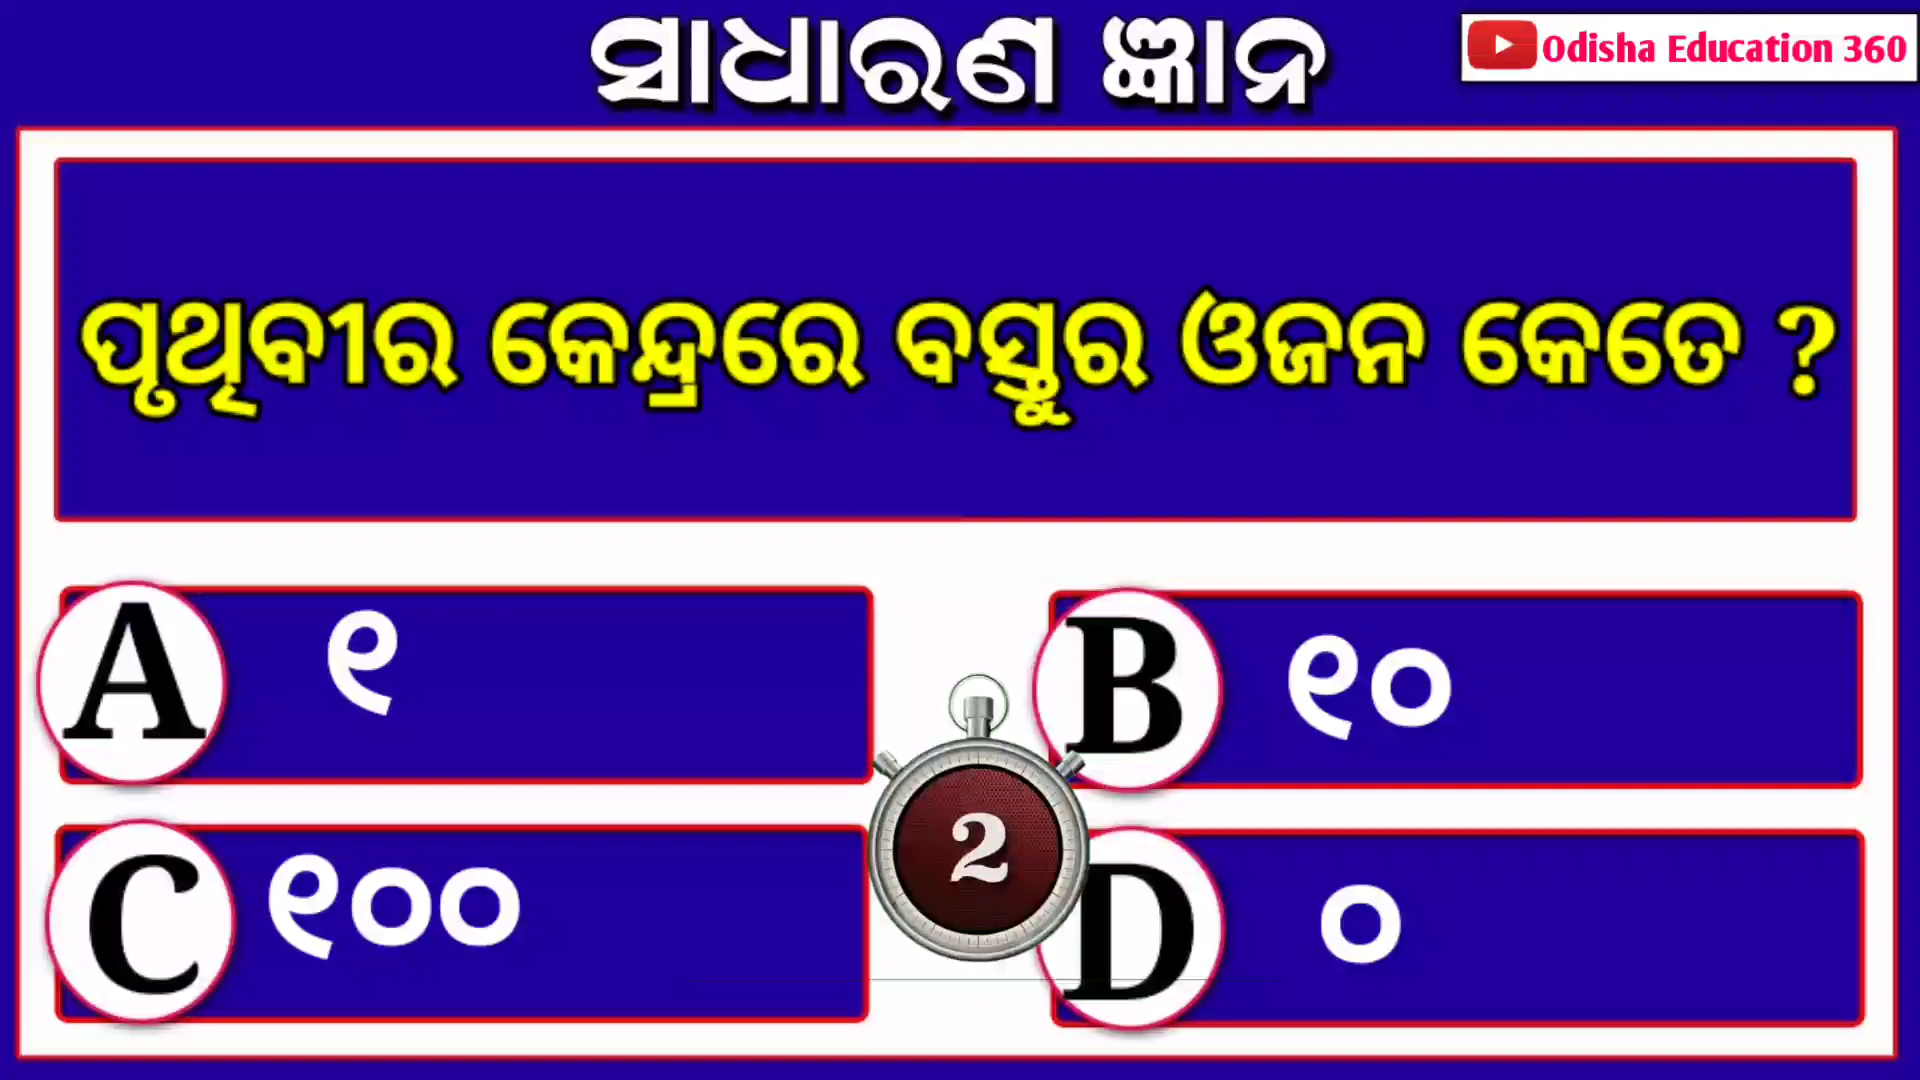 ସାଧାରଣ ଜ୍ଞାନ
Odisha Education 360
ପୃଥିବୀର କେନ୍ଦ୍ରରେ ବସ୍ତୁର ଓଜନ କେତେ ?
A ୧
B ୧୦
C ୧୦୦
2
D ୦